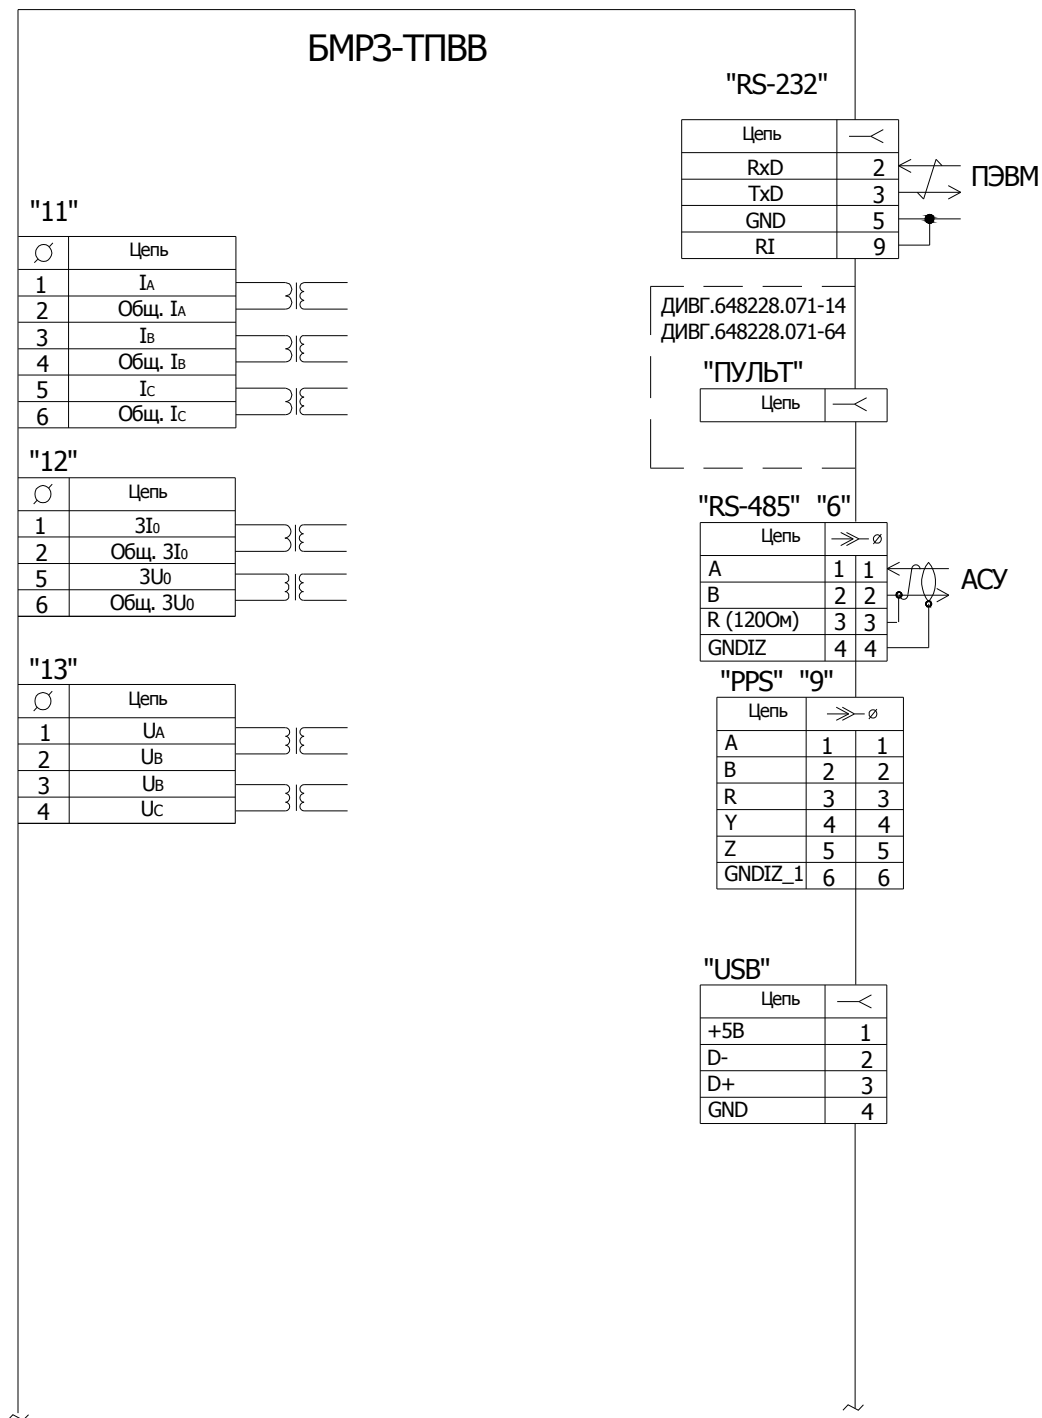 БМРЗ-ТПВВ
"11"
Цепь
1 IA
2 Общ. IA
3 IB
4 Общ. IB
5 IC
6 Общ. IC
"12"
Цепь
1 3I0
2 Общ. 3I0
5 3U0
6 Общ. 3U0
"13"
Цепь
1 UA
2 UB
3 UB
4 UC
"RS-232"
Цепь
RxD 2
TxD 3
GND 5
RI 9
ПЭВМ
ДИВГ.648228.071-14
ДИВГ.648228.071-64
"ПУЛЬТ"
Цепь
"RS-485" "6"
Цепь
A 1 1
B 2 2
R (120Ом) 3 3
GNDIZ 4 4
АСУ
"PPS" "9"
Цепь
A 1 1
B 2 2
R 3 3
Y 4 4
Z 5 5
GNDIZ_1 6 6
"USB"
Цепь
+5В 1
D- 2
D+ 3
GND 4